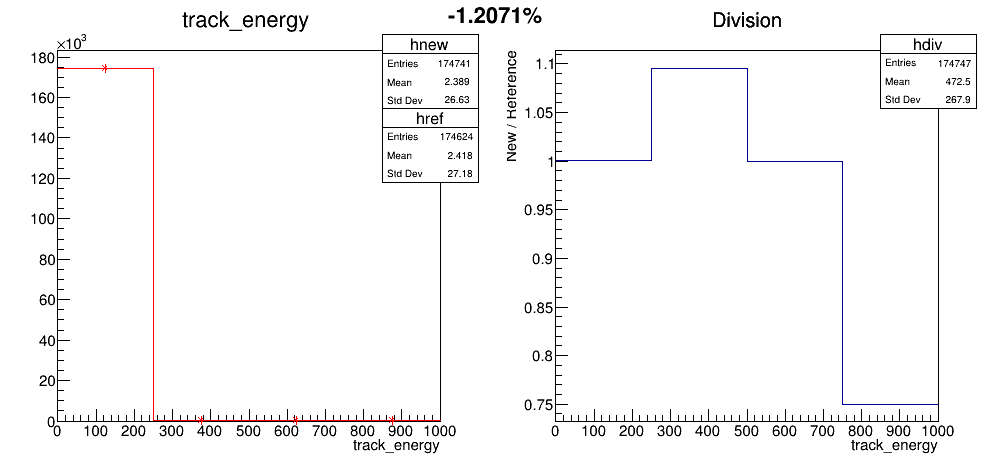 -1.2071%
track_energy
×10³
hnew
Entries 174741
Mean 2.389
Std Dev 26.63
href
Entries 174624
Mean 2.418
Std Dev 27.18
180
160
140
120
100
80
60
40
20
0
0 100 200 300 400 500 600 700 800 900 1000
track_energy
Division
hdiv
Entries 174747
Mean 472.5
Std Dev 267.9
New / Reference
1.1
1.05
1
0.95
0.9
0.85
0.8
0.75
0 100 200 300 400 500 600 700 800 900 1000
track_energy